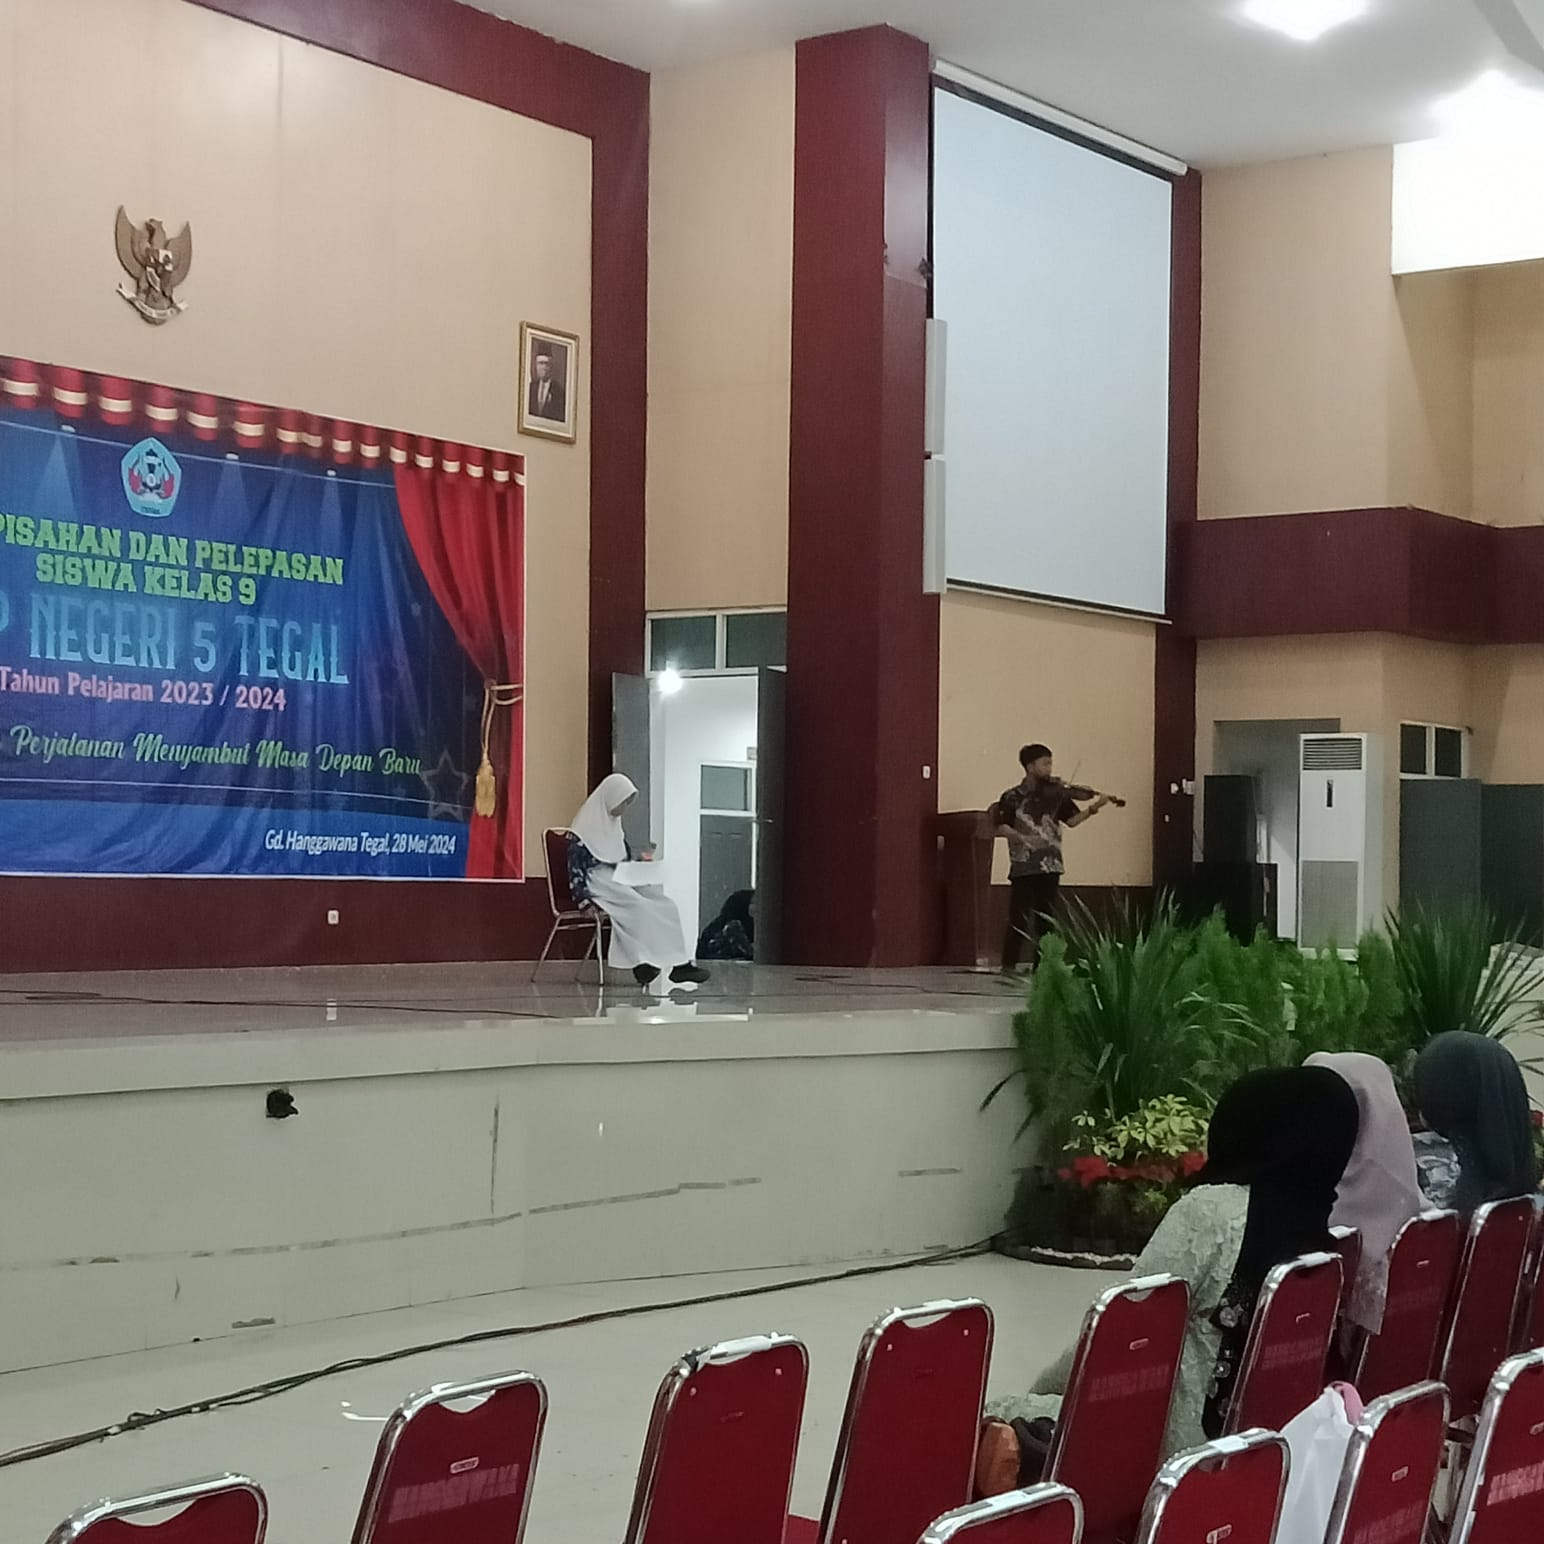 PISAHAN DAN PELEPASAN
SISWA KELAS 9
P NEGERI 5 TEGAL
Tahun Pelajaran 2023 / 2024
Perjalanan Menyambut Masa Depan Baru
Gd. Hanggawana Tegal, 28 Mei 2024